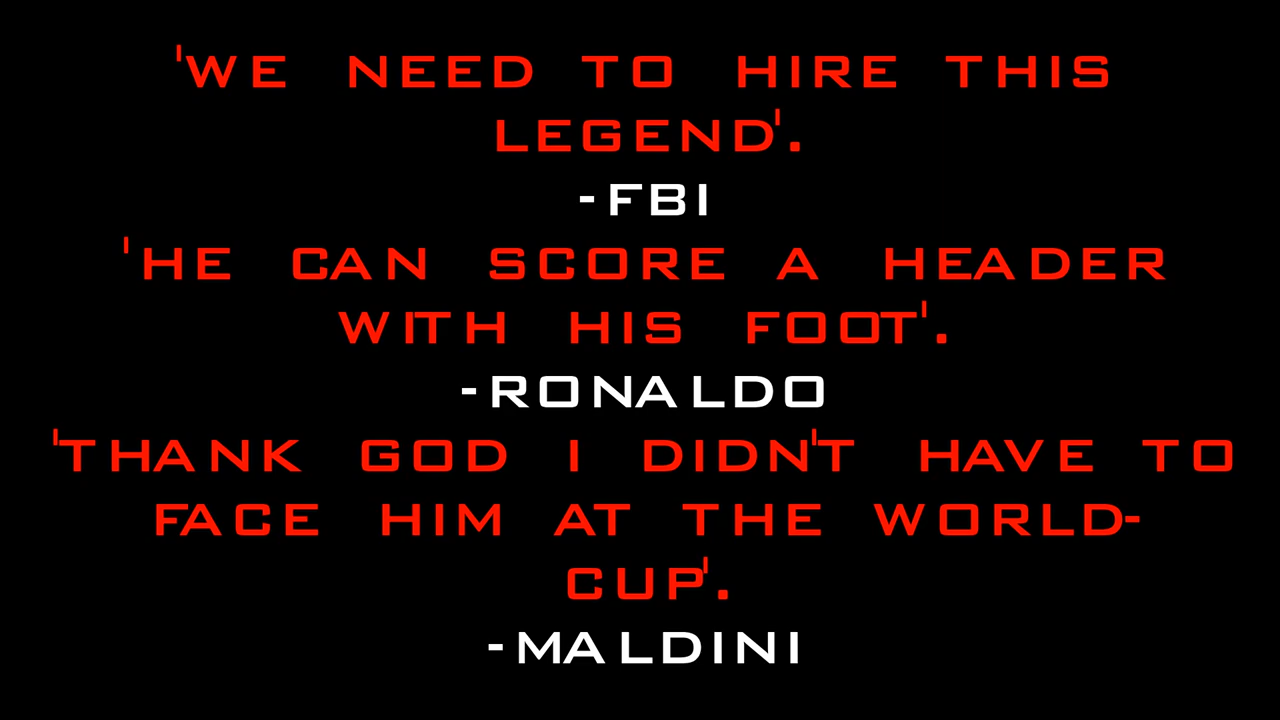 'WE NEED TO HIRE THIS
LEGEND'.
-FBI
'HE CAN SCORE A HEADER
WITH HIS FOOT'.
-RONALDO
'THANK GOD I DIDN'T HAVE TO
FACE HIM AT THE WORLD-
CUP'.
-MALDINI